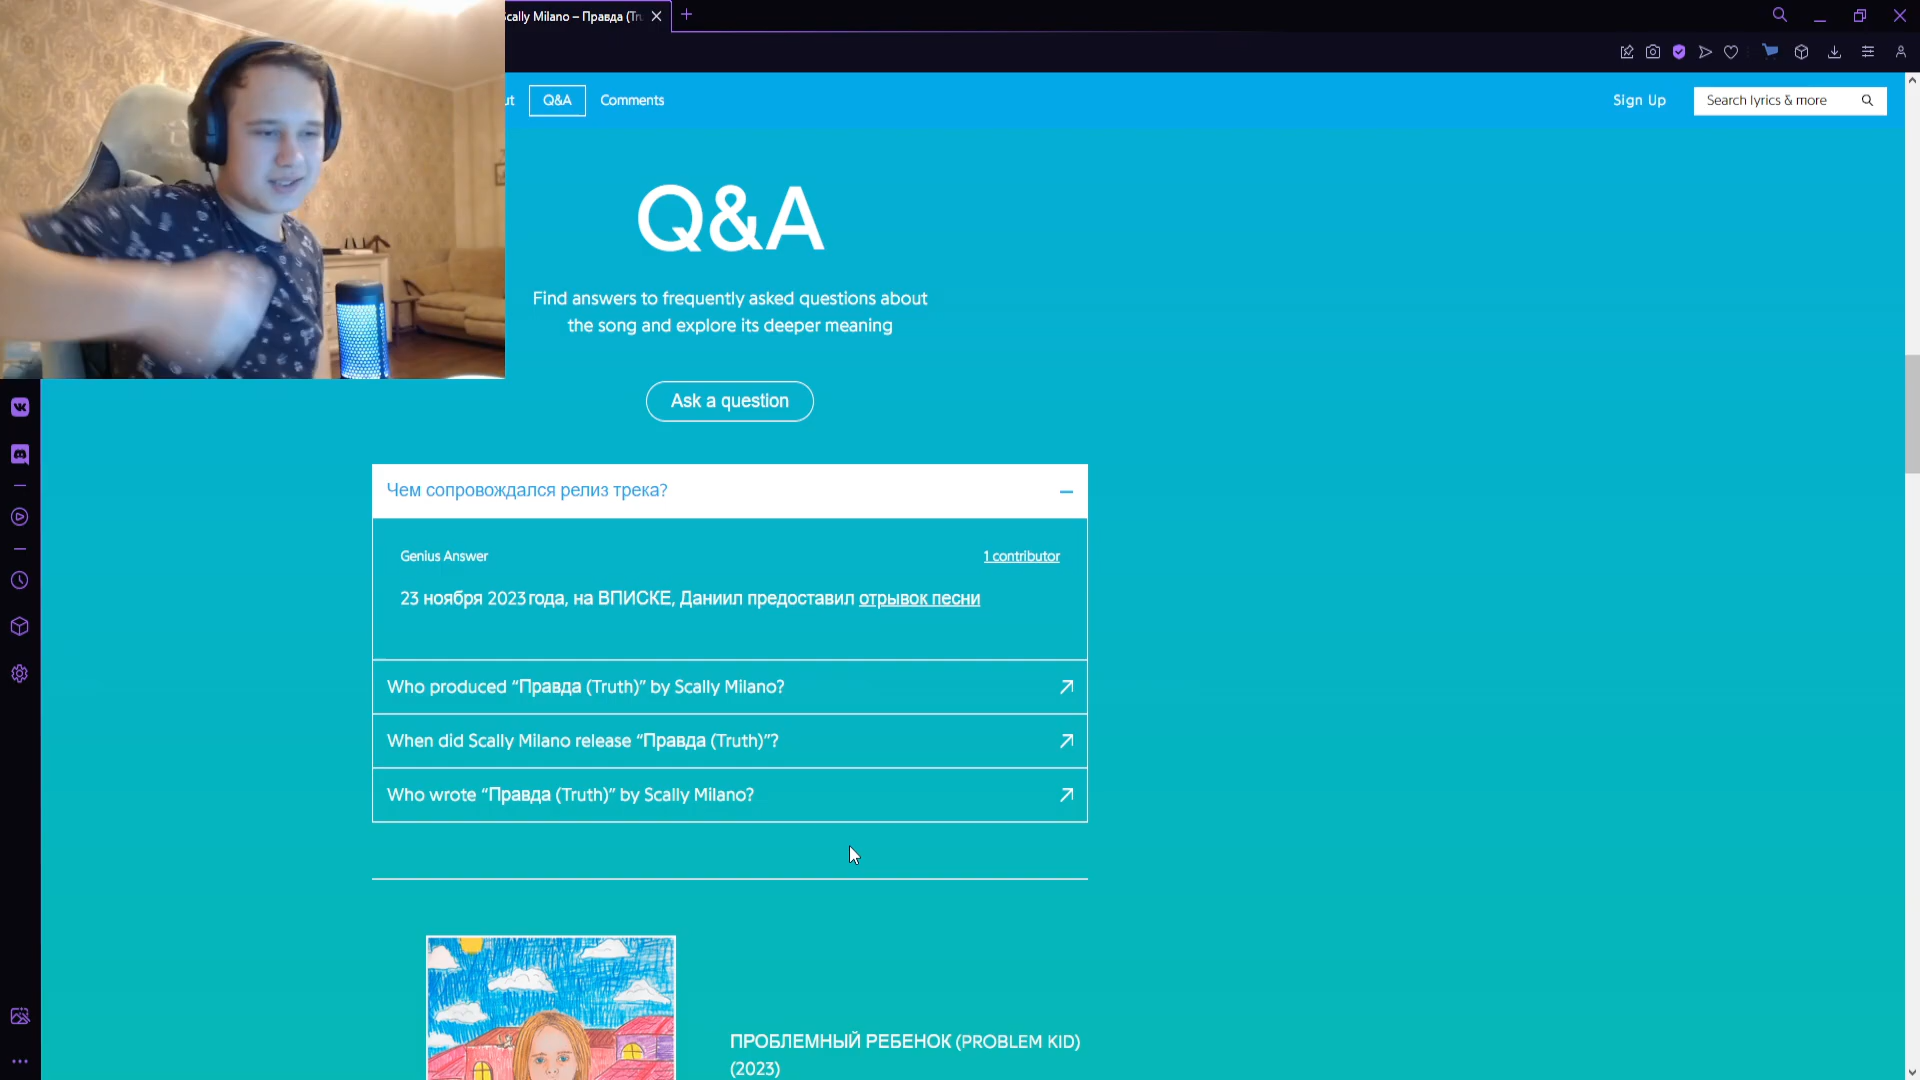 Scally Milano – Правда (Tr
Q&A
Comments
Sign Up
Search lyrics & more
Q&A
Find answers to frequently asked questions about
the song and explore its deeper meaning
Ask a question
Чем сопровождался релиз трека?
Genius Answer
1 contributor
23 ноября 2023 года, на ВПИСКЕ, Даниил предоставил отрывок песни
Who produced “Правда (Truth)” by Scally Milano?
When did Scally Milano release “Правда (Truth)”?
Who wrote “Правда (Truth)” by Scally Milano?
ПРОБЛЕМНЫЙ РЕБЕНОК (PROBLEM KID)
(2023)